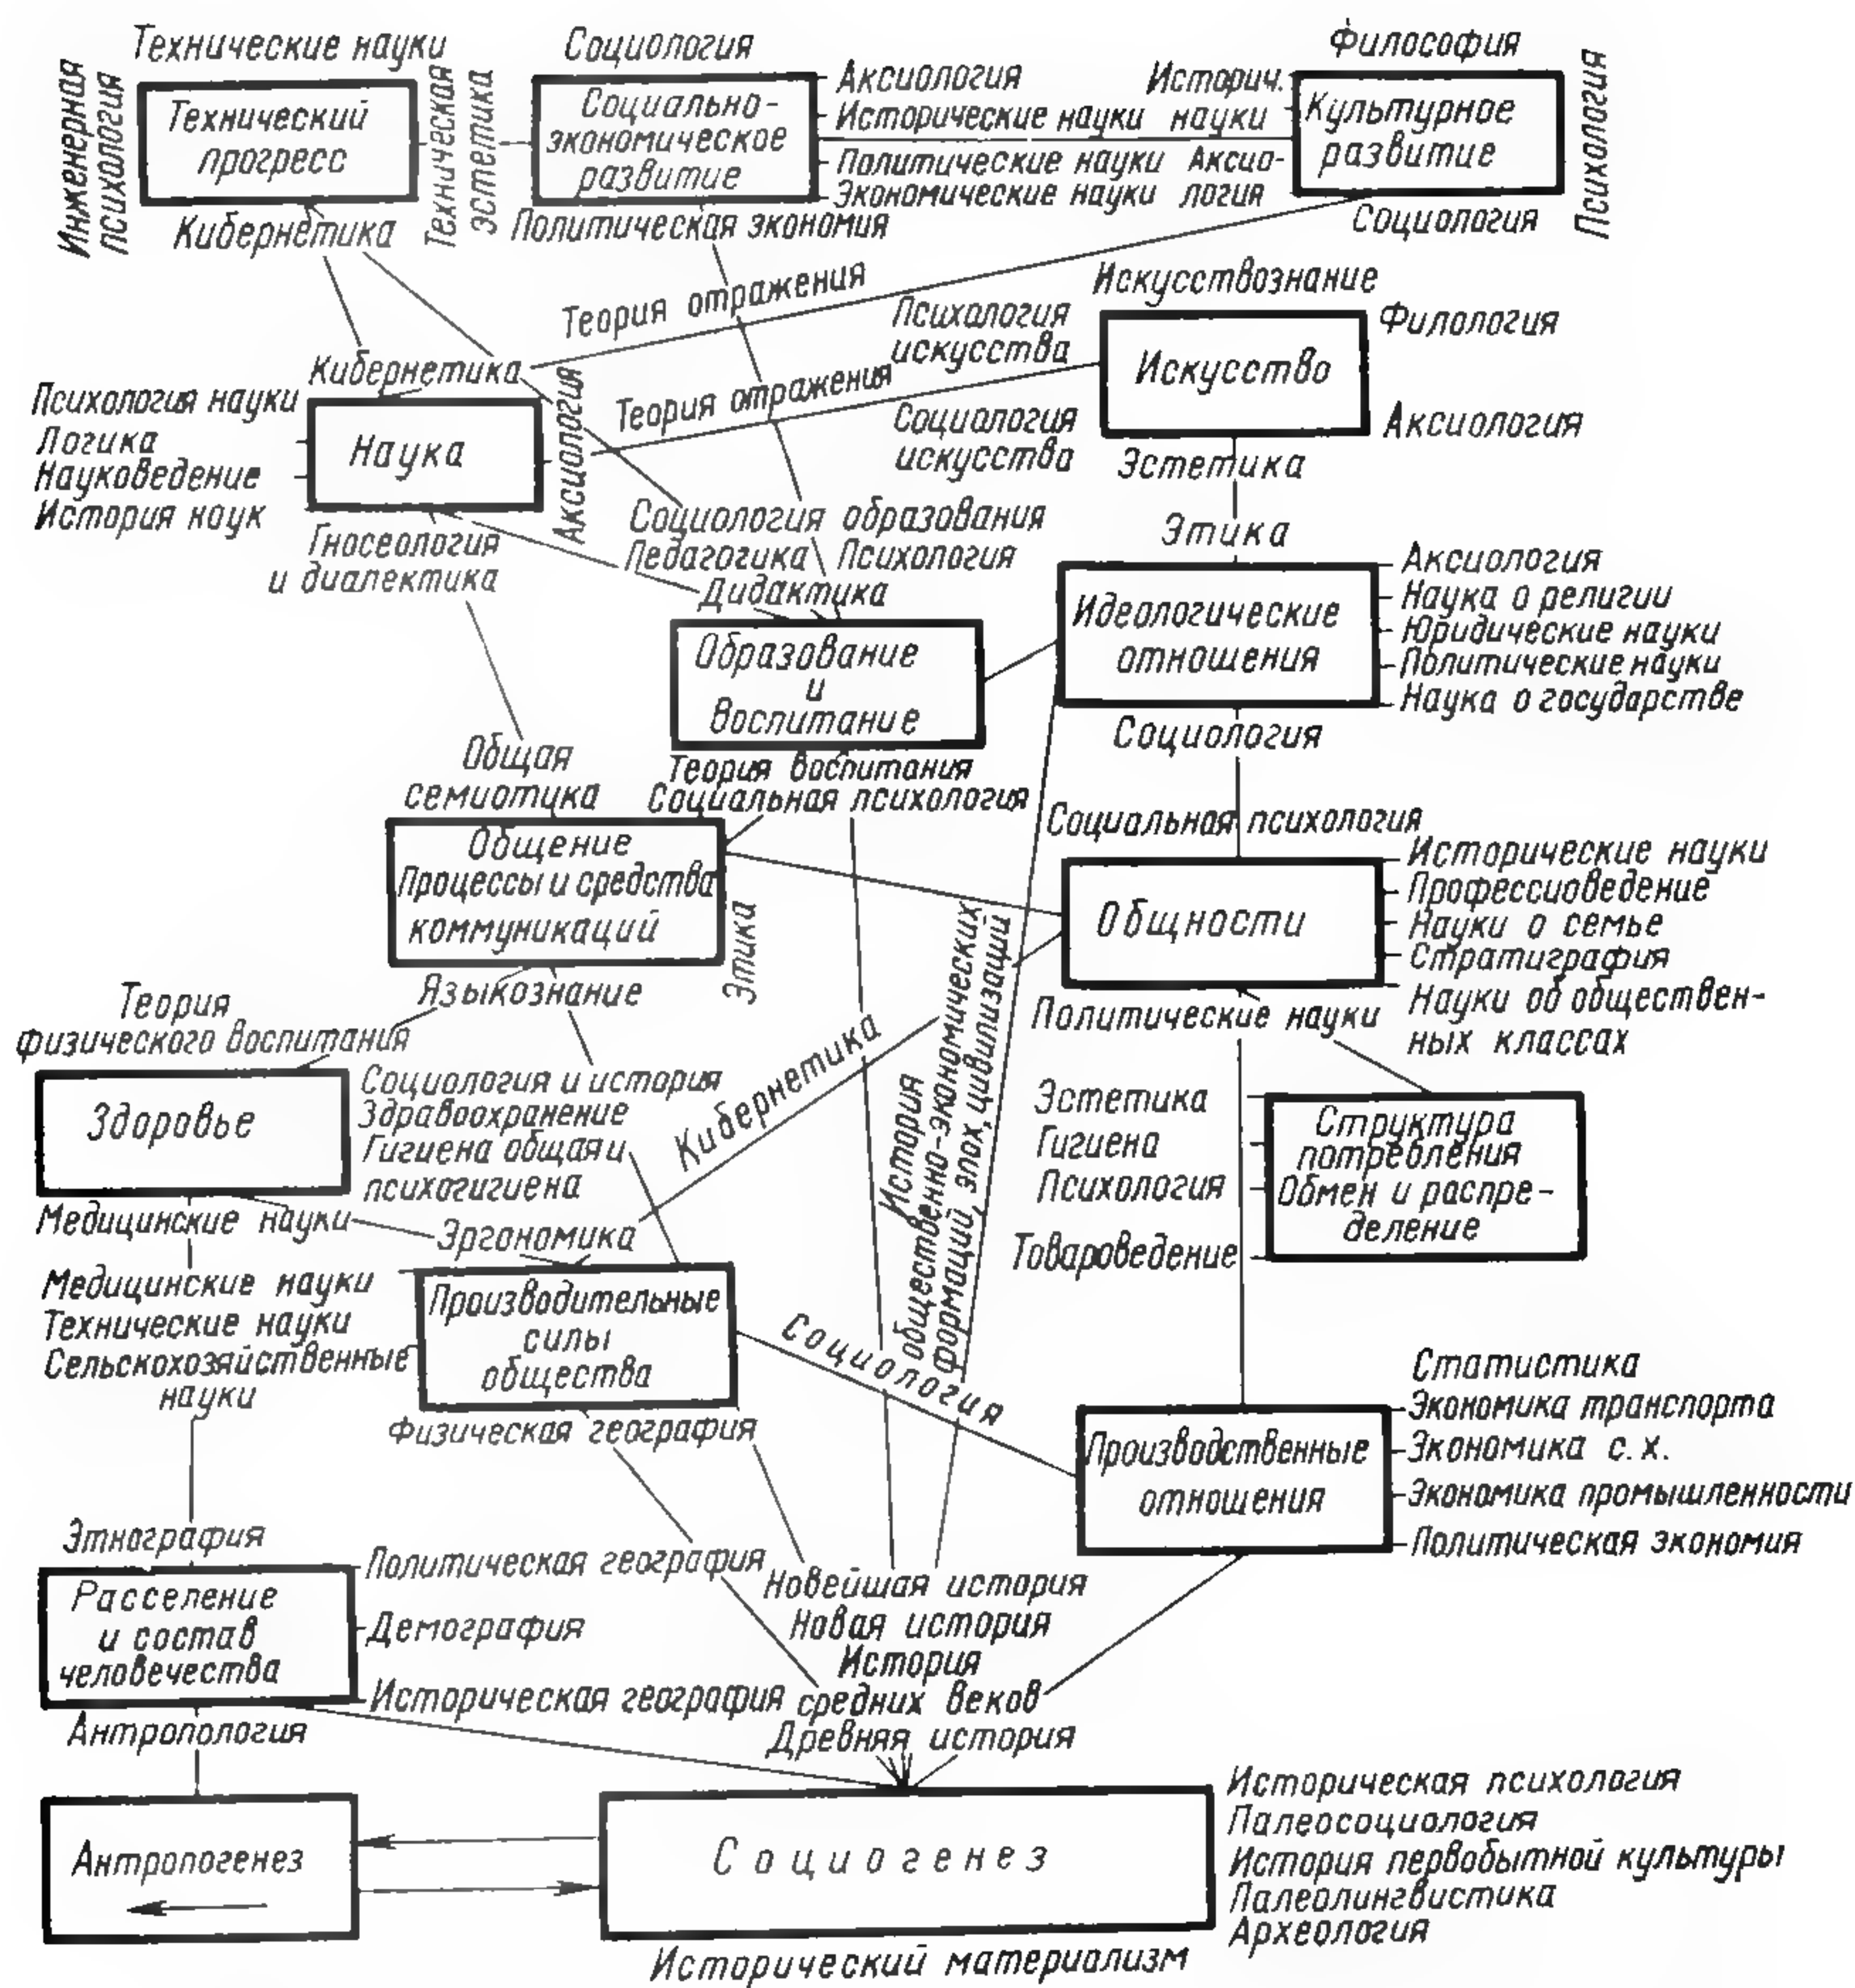 Технические науки
Инженерная
психология
Технический
прогресс
Техническая
эстетика
Кибернетика
Социология
Социально-
экономическое
развитие
Аксиология
Исторические науки
Политические науки
Экономические науки
Политическая экономия
Философия
Историч.
науки
Аксио-
логия
Культурное
развитие
Психология
Социология
Теория отражения
Искусствознание
Психология
искусства
Искусство
Филология
Теория отражения
Социология
искусства
Аксиология
Эстетика
Кибернетика
Психология науки
Логика
Науковедение
История наук
Наука
Аксиология
Гносеология
и диалектика
Социология образования
Педагогика Психология
Дидактика
Образование
и
Воспитание
Теория воспитания
Социальная психология
Этика
Идеологические
отношения
Аксиология
Наука о религии
Юридические науки
Политические науки
Наука о государстве
Социология
Общая
семиотика
Общение
Процессы и средства
коммуникаций
Этика
Языкознание
Социальная психология
Общности
Исторические науки
Профессиоведение
Науки о семье
Стратиграфия
Науки об обществен-
ных классах
Политические науки
Теория
физического воспитания
Здоровье
Социология и история
Здравоохранение
Гигиена общая и
психогигиена
Медицинские науки
Кибернетика
История
общественно-экономических
формаций, эпох, цивилизаций
Эстетика
Гигиена
Психология
Товароведение
Структура
потребления
Обмен и распре-
деление
Эргономика
Медицинские науки
Технические науки
Сельскохозяйственные
науки
Производительные
силы
общества
Социология
Физическая география
Производственные
отношения
Статистика
Экономика транспорта
Экономика с.х.
Экономика промышленности
Политическая экономия
Этнография
Расселение
и состав
человечества
Политическая география
Демография
Историческая география
Антропология
Новейшая история
Новая история
История
средних веков
Древняя история
Антропогенез
Социогенез
Историческая психология
Палеосоциология
История первобытной культуры
Палеолингвистика
Археология
Исторический материализм